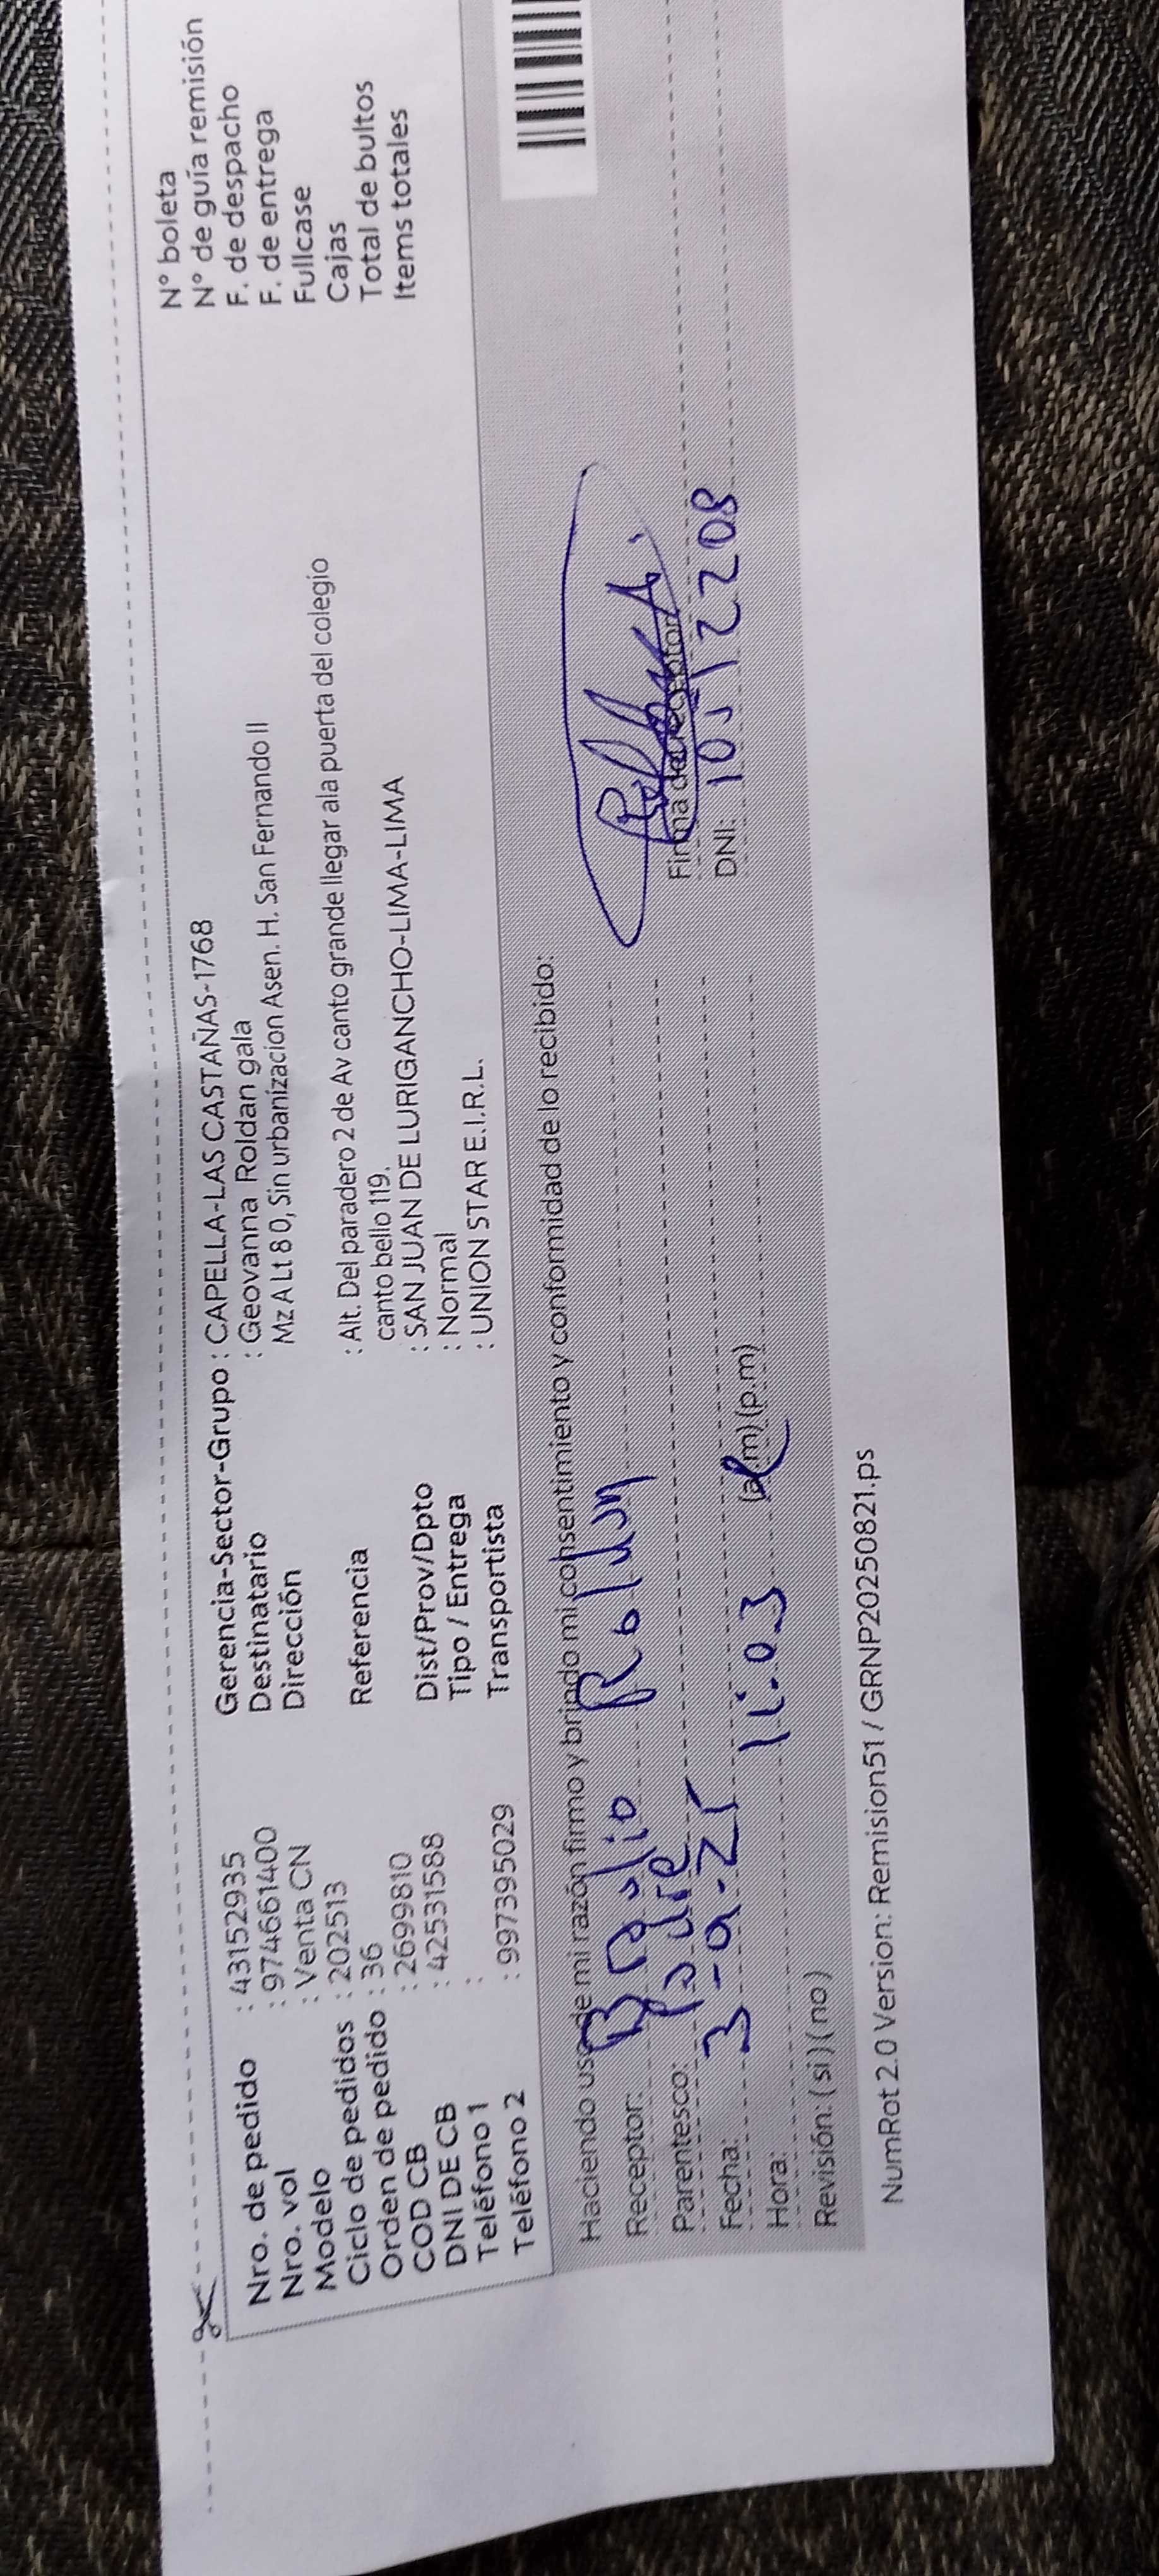 Nro. de pedido : 43152935
Nro. vol : 974661400
Modelo : Venta CN
Ciclo de pedidos : 202513
Orden de pedido : 36
COD CB : 2699810
DNI DE CB : 42531588
Teléfono 1 :
Teléfono 2 : 997395029
Gerencia-Sector-Grupo : CAPELLA-LAS CASTAÑAS-1768
Destinatario : Geovanna Roldan gala
Dirección Mz A Lt 8 0, Sin urbanizacion Asen. H. San Fernando II
Referencia : Alt. Del paradero 2 de Av canto grande llegar ala puerta del colegio
canto bello 119.
Dist/Prov/Dpto : SAN JUAN DE LURIGANCHO-LIMA-LIMA
Tipo / Entrega : Normal
Transportista : UNION STAR E.I.R.L.
N° boleta
N° de guía remisión
F. de despacho
F. de entrega
Fullcase
Cajas
Total de bultos
Items totales
Haciendo uso de mi razón firmo y brindo mi consentimiento y conformidad de lo recibido:
Receptor: Braulio Roldan
Parentesco: padre
Fecha: 3-9-25
Hora: 11:03 (a.m) (p.m)
Revisión: ( si ) ( no )
Firma del receptor
DNI:
NumRot 2.0 Version: Remision51 / GRNP20250821.ps